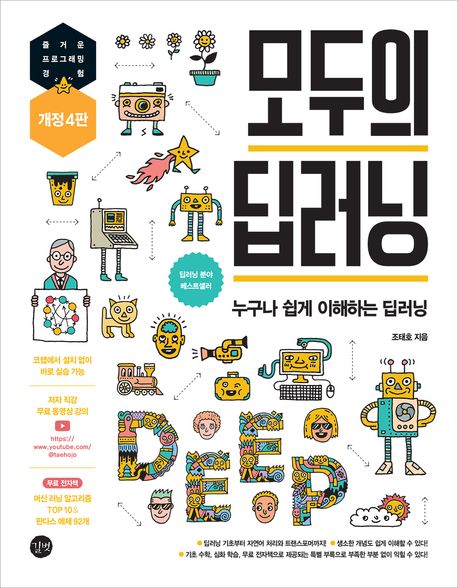 즐거운
프로그래밍
경험
개정4판
모두의
딥러닝
누구나 쉽게 이해하는 딥러닝
조태호 지음
딥러닝 분야
베스트셀러
코랩에서 설치 없이
바로 실습 가능
저자 직강
무료 동영상 강의
https://
www.youtube.com/
@taehojo
무료 전자책
머신 러닝 알고리즘
TOP 10&
판다스 예제 92개
DEEP
길벗
● 딥러닝 기초부터 자연어 처리와 트랜스포머까지! ● 생소한 개념도 쉽게 이해할 수 있다!
● 기초 수학, 심화 학습, 무료 전자책으로 제공되는 특별 부록으로 부족한 부분 없이 익힐 수 있다!